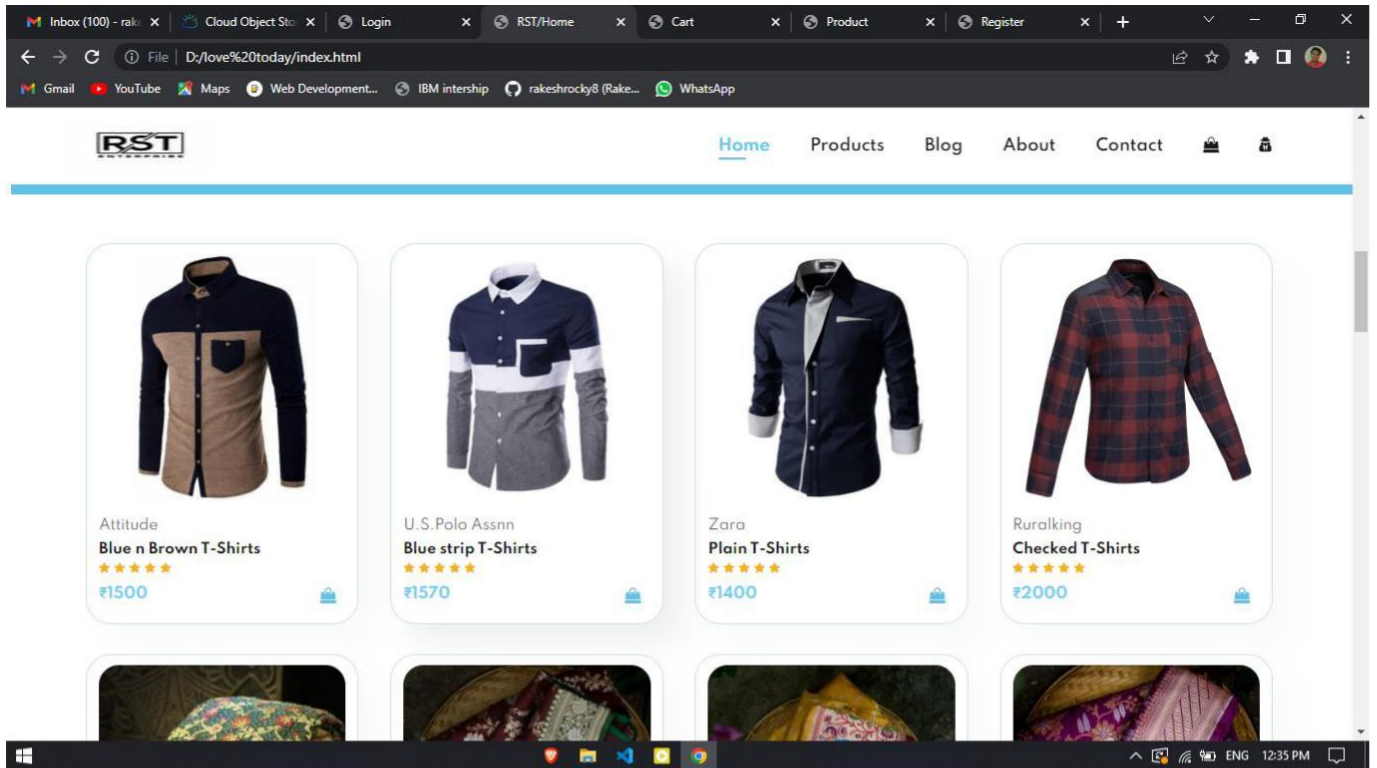 Inbox (100) - rake
Cloud Object Sto
Login
RST/Home
Cart
Product
Register
File
D:/love%20today/index.html
Gmail
YouTube
Maps
Web Development...
IBM intership
rakeshrocky8 (Rake...
WhatsApp
RST
ENTERPRISE
Home
Products
Blog
About
Contact
Attitude
Blue n Brown T-Shirts
₹1500
U.S.Polo Assnn
Blue strip T-Shirts
₹1570
Zara
Plain T-Shirts
₹1400
Ruralking
Checked T-Shirts
₹2000
ENG 12:35 PM